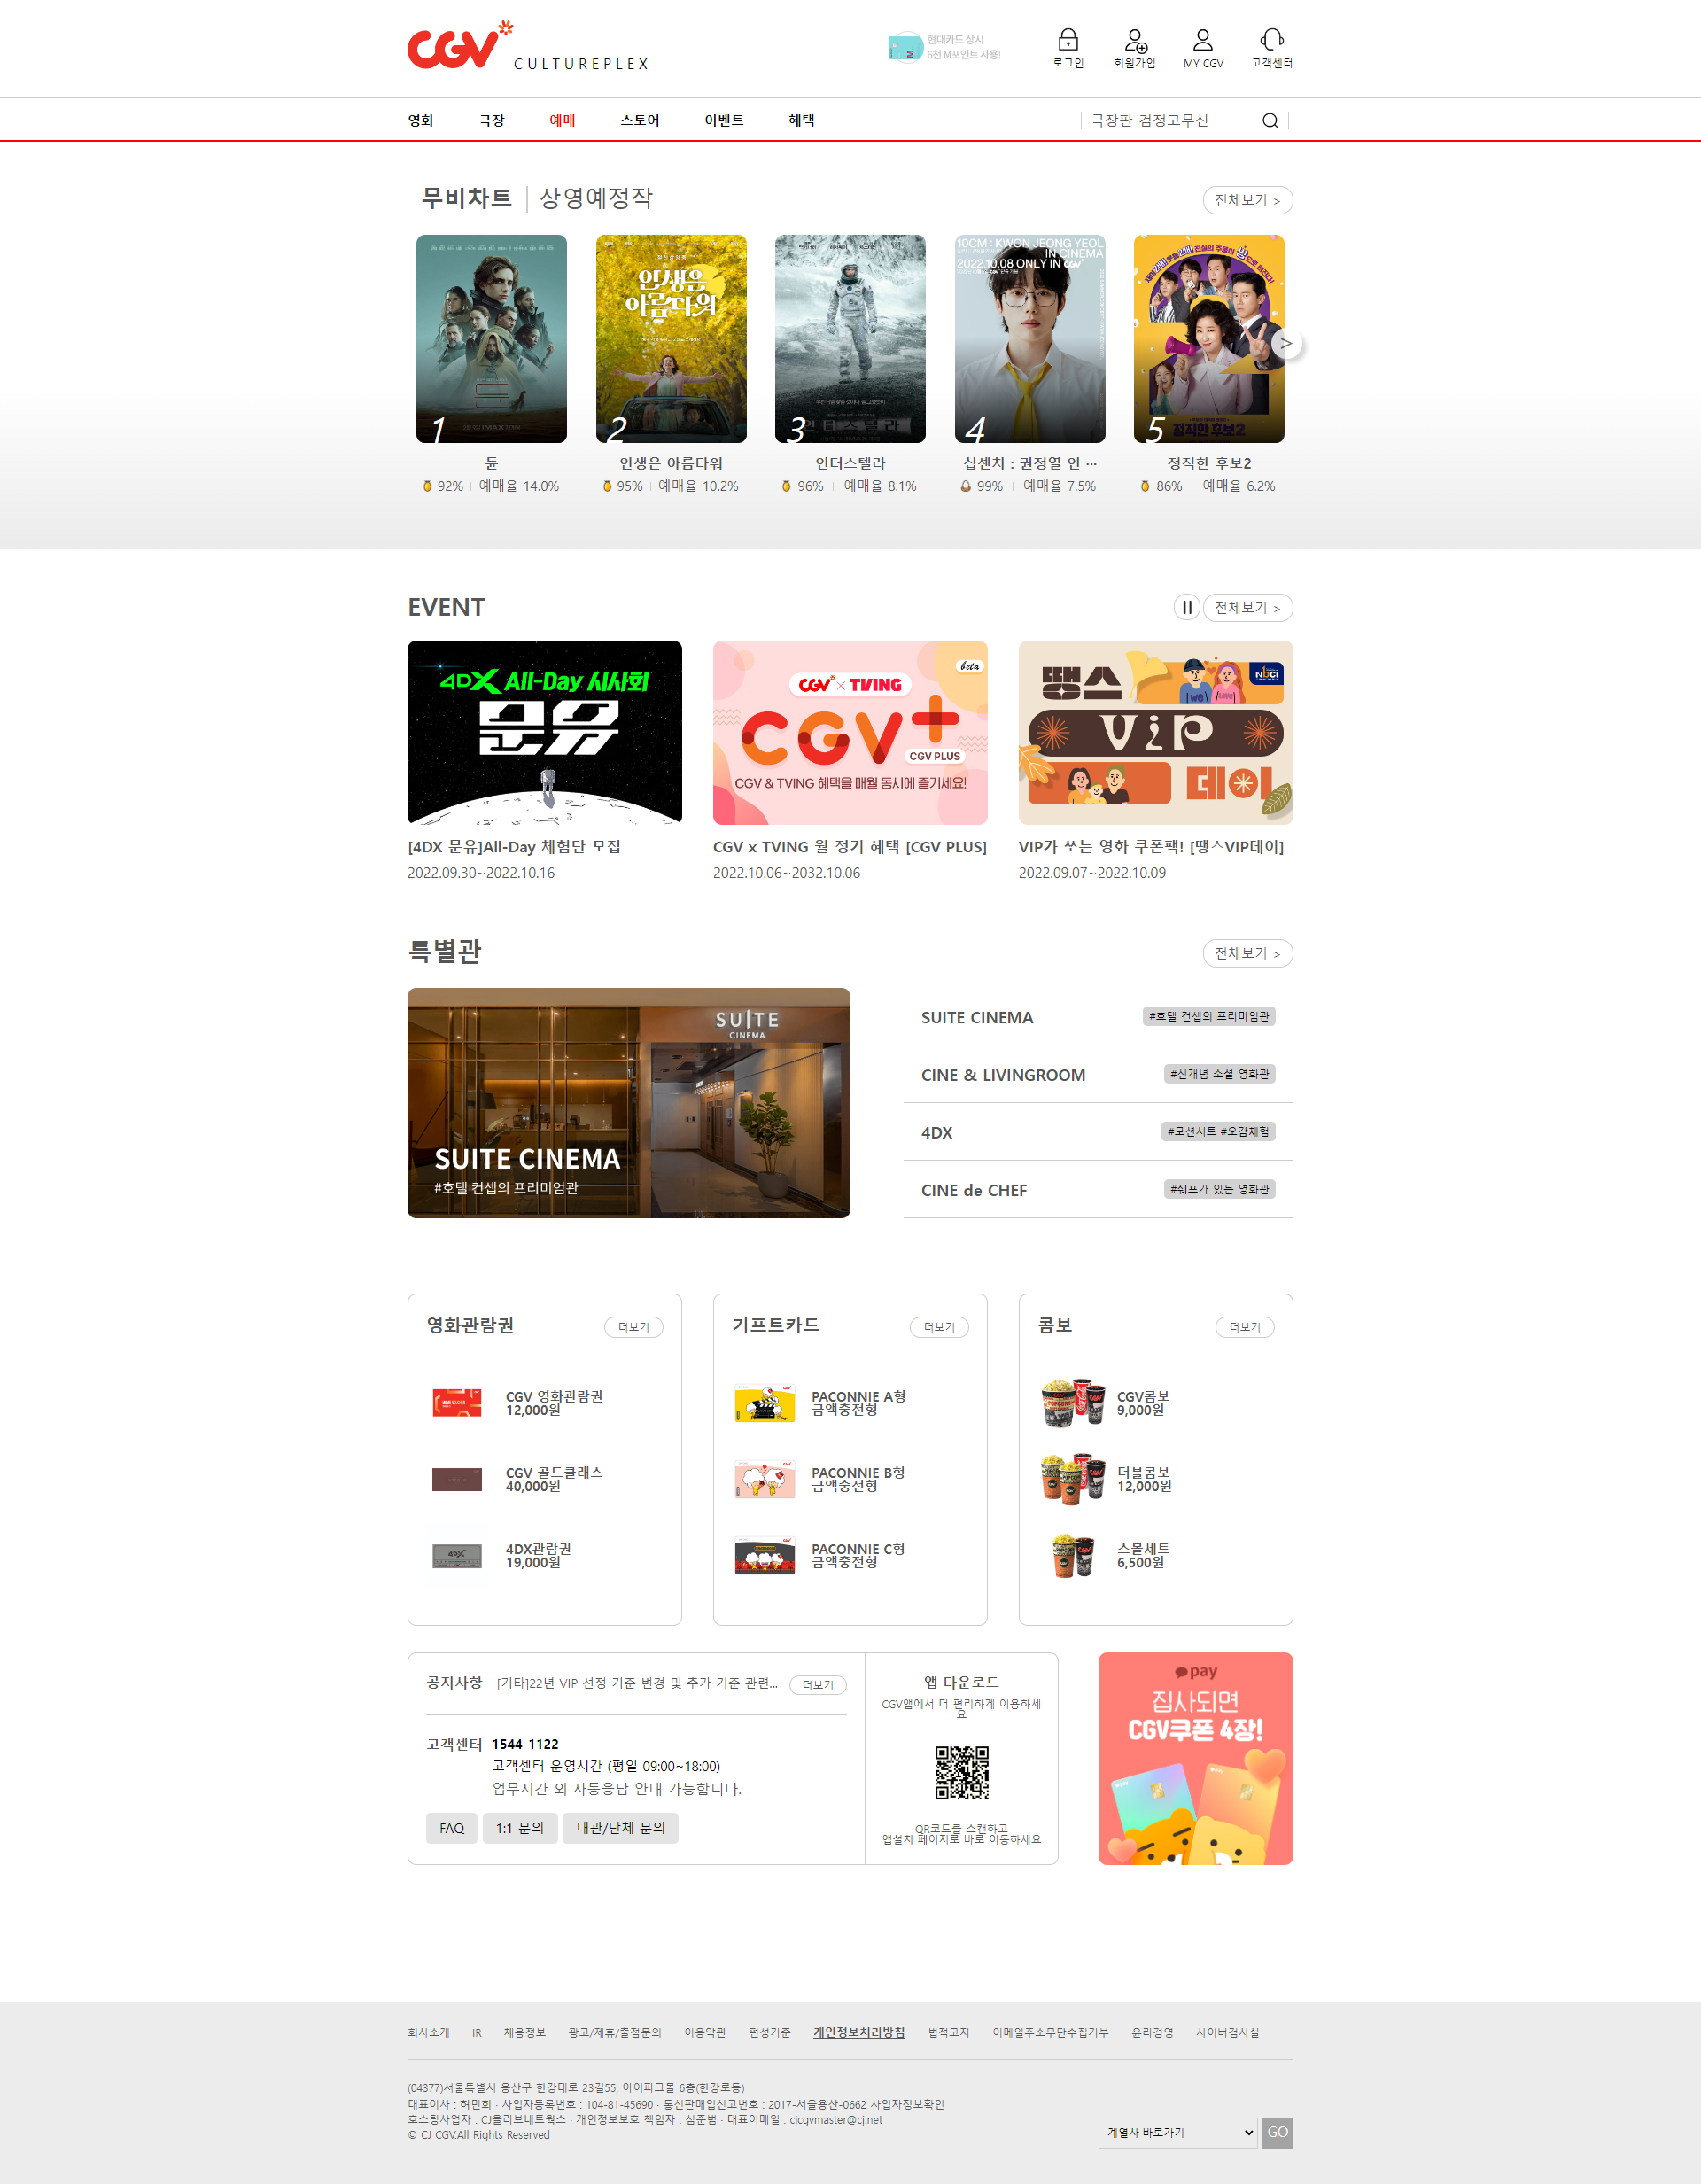 CGV
CULTUREPLEX
현대카드 상시
6천 M포인트 사용!
로그인
회원가입
MY CGV
고객센터
영화
극장
예매
스토어
이벤트
혜택
극장판 검정고무신
무비차트
상영예정작
전체보기 >
1
인생은
아름다워
2
인터스텔라
3
10CM : KWON JEONG YEOL
IN CINEMA
2022.10.08 ONLY IN CGV
4
정직한 후보2
5
>
듄
92% 예매율 14.0%
인생은 아름다워
95% 예매율 10.2%
인터스텔라
96% 예매율 8.1%
십센치 : 권정열 인 ···
99% 예매율 7.5%
정직한 후보2
86% 예매율 6.2%
EVENT
전체보기 >
4DX All-Day 시사회
문유
beta
CGV × TVING
CGV+
CGV PLUS
CGV & TVING 혜택을 매월 동시에 즐기세요!
땡스
NBCI
VIP
데이
[4DX 문유]All-Day 체험단 모집
2022.09.30~2022.10.16
CGV x TVING 월 정기 혜택 [CGV PLUS]
2022.10.06~2032.10.06
VIP가 쏘는 영화 쿠폰팩! [땡스VIP데이]
2022.09.07~2022.10.09
특별관
전체보기 >
SUITE
CINEMA
SUITE CINEMA
#호텔 컨셉의 프리미엄관
SUITE CINEMA
#호텔 컨셉의 프리미엄관
CINE & LIVINGROOM
#신개념 소셜 영화관
4DX
#모션시트 #오감체험
CINE de CHEF
#쉐프가 있는 영화관
영화관람권
더보기
CGV 영화관람권
12,000원
CGV 골드클래스
40,000원
4DX
4DX관람권
19,000원
기프트카드
더보기
PACONNIE A형
금액충전형
PACONNIE B형
금액충전형
PACONNIE C형
금액충전형
콤보
더보기
CGV콤보
9,000원
더블콤보
12,000원
스몰세트
6,500원
공지사항
[기타]22년 VIP 선정 기준 변경 및 추가 기준 관련...
더보기
고객센터
1544-1122
고객센터 운영시간 (평일 09:00~18:00)
업무시간 외 자동응답 안내 가능합니다.
FAQ
1:1 문의
대관/단체 문의
앱 다운로드
CGV앱에서 더 편리하게 이용하세
요
QR코드를 스캔하고
앱설치 페이지로 바로 이동하세요
pay
집사되면
CGV쿠폰 4장!
회사소개
IR
채용정보
광고/제휴/출점문의
이용약관
편성기준
개인정보처리방침
법적고지
이메일주소무단수집거부
윤리경영
사이버검사실
(04377)서울특별시 용산구 한강대로 23길55, 아이파크몰 6층(한강로동)
대표이사 : 허민회 · 사업자등록번호 : 104-81-45690 · 통신판매업신고번호 : 2017-서울용산-0662 사업자정보확인
호스팅사업자 : CJ올리브네트웍스 · 개인정보보호 책임자 : 심준범 · 대표이메일 : cjcgvmaster@cj.net
© CJ CGV.All Rights Reserved
계열사 바로가기
GO